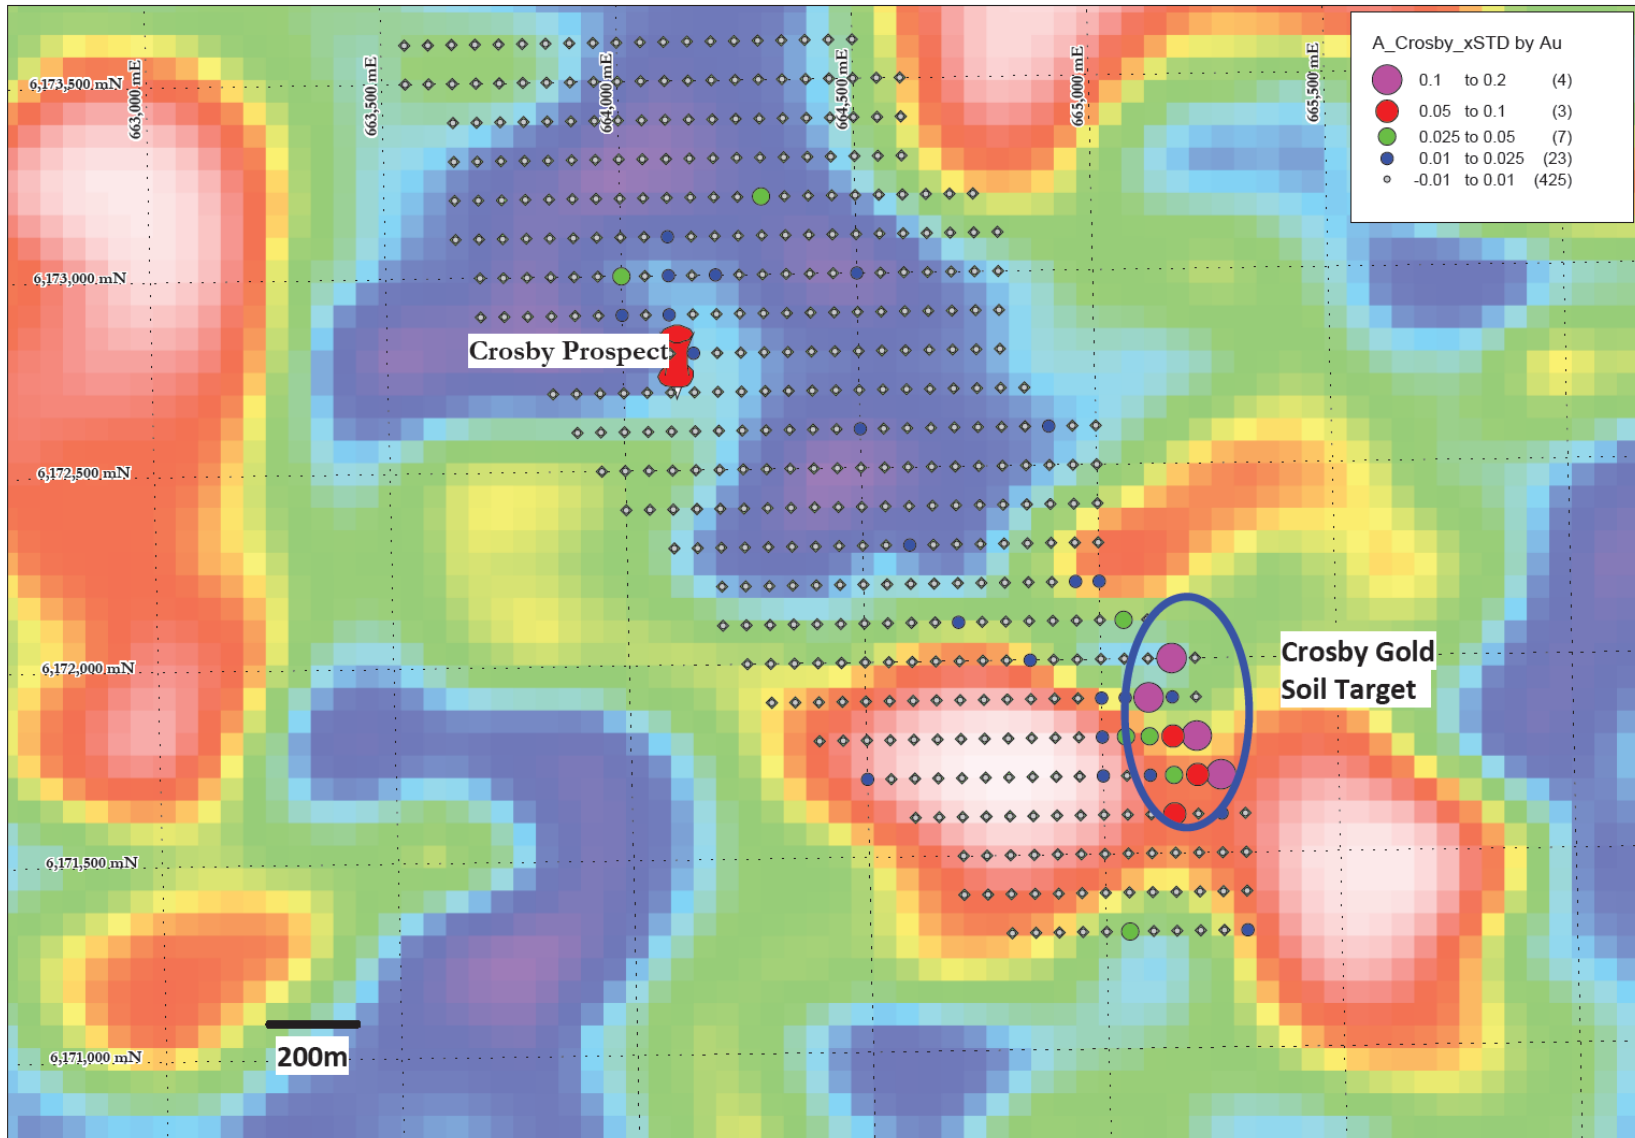 A_Crosby_xSTD by Au
0.1 to 0.2 (4)
0.05 to 0.1 (3)
0.025 to 0.05 (7)
0.01 to 0.025 (23)
-0.01 to 0.01 (425)
663,000 mE
663,500 mE
664,000 mE
664,500 mE
665,000 mE
665,500 mE
6,173,500 mN
6,173,000 mN
Crosby Prospect
6,172,500 mN
6,172,000 mN
Crosby Gold
Soil Target
6,171,500 mN
200m
6,171,000 mN